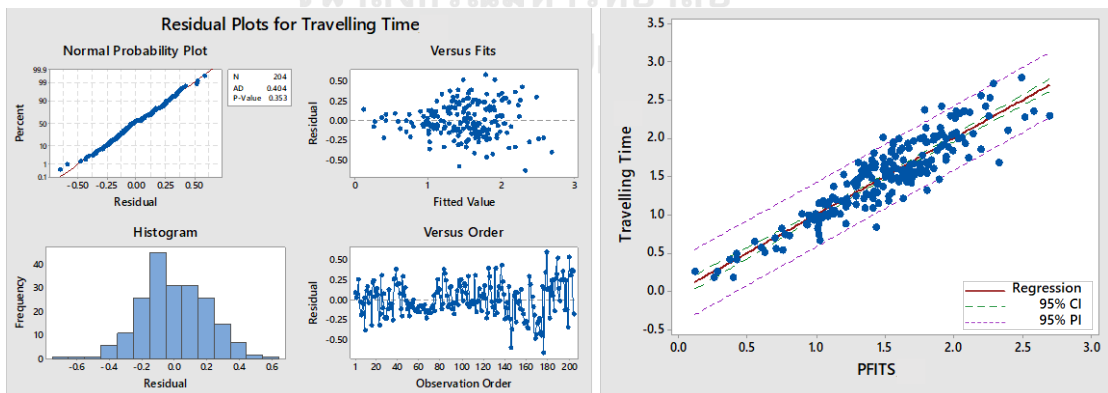 Residual Plots for Travelling Time
Normal Probability Plot
99.9
99
90
50
10
1
0.1
Percent
-0.50 -0.25 0.00 0.25 0.50
Residual
N 204
AD 0.404
P-Value 0.353
Versus Fits
0.50
0.25
0.00
-0.25
-0.50
Residual
0 1 2 3
Fitted Value
Histogram
40
30
20
10
0
Frequency
-0.6 -0.4 -0.2 0.0 0.2 0.4 0.6
Residual
Versus Order
0.50
0.25
0.00
-0.25
-0.50
Residual
1 20 40 60 80 100 120 140 160 180 200
Observation Order
3.5
3.0
2.5
2.0
1.5
1.0
0.5
0.0
-0.5
Travelling Time
0.0 0.5 1.0 1.5 2.0 2.5 3.0
PFITS
Regression
95% CI
95% PI